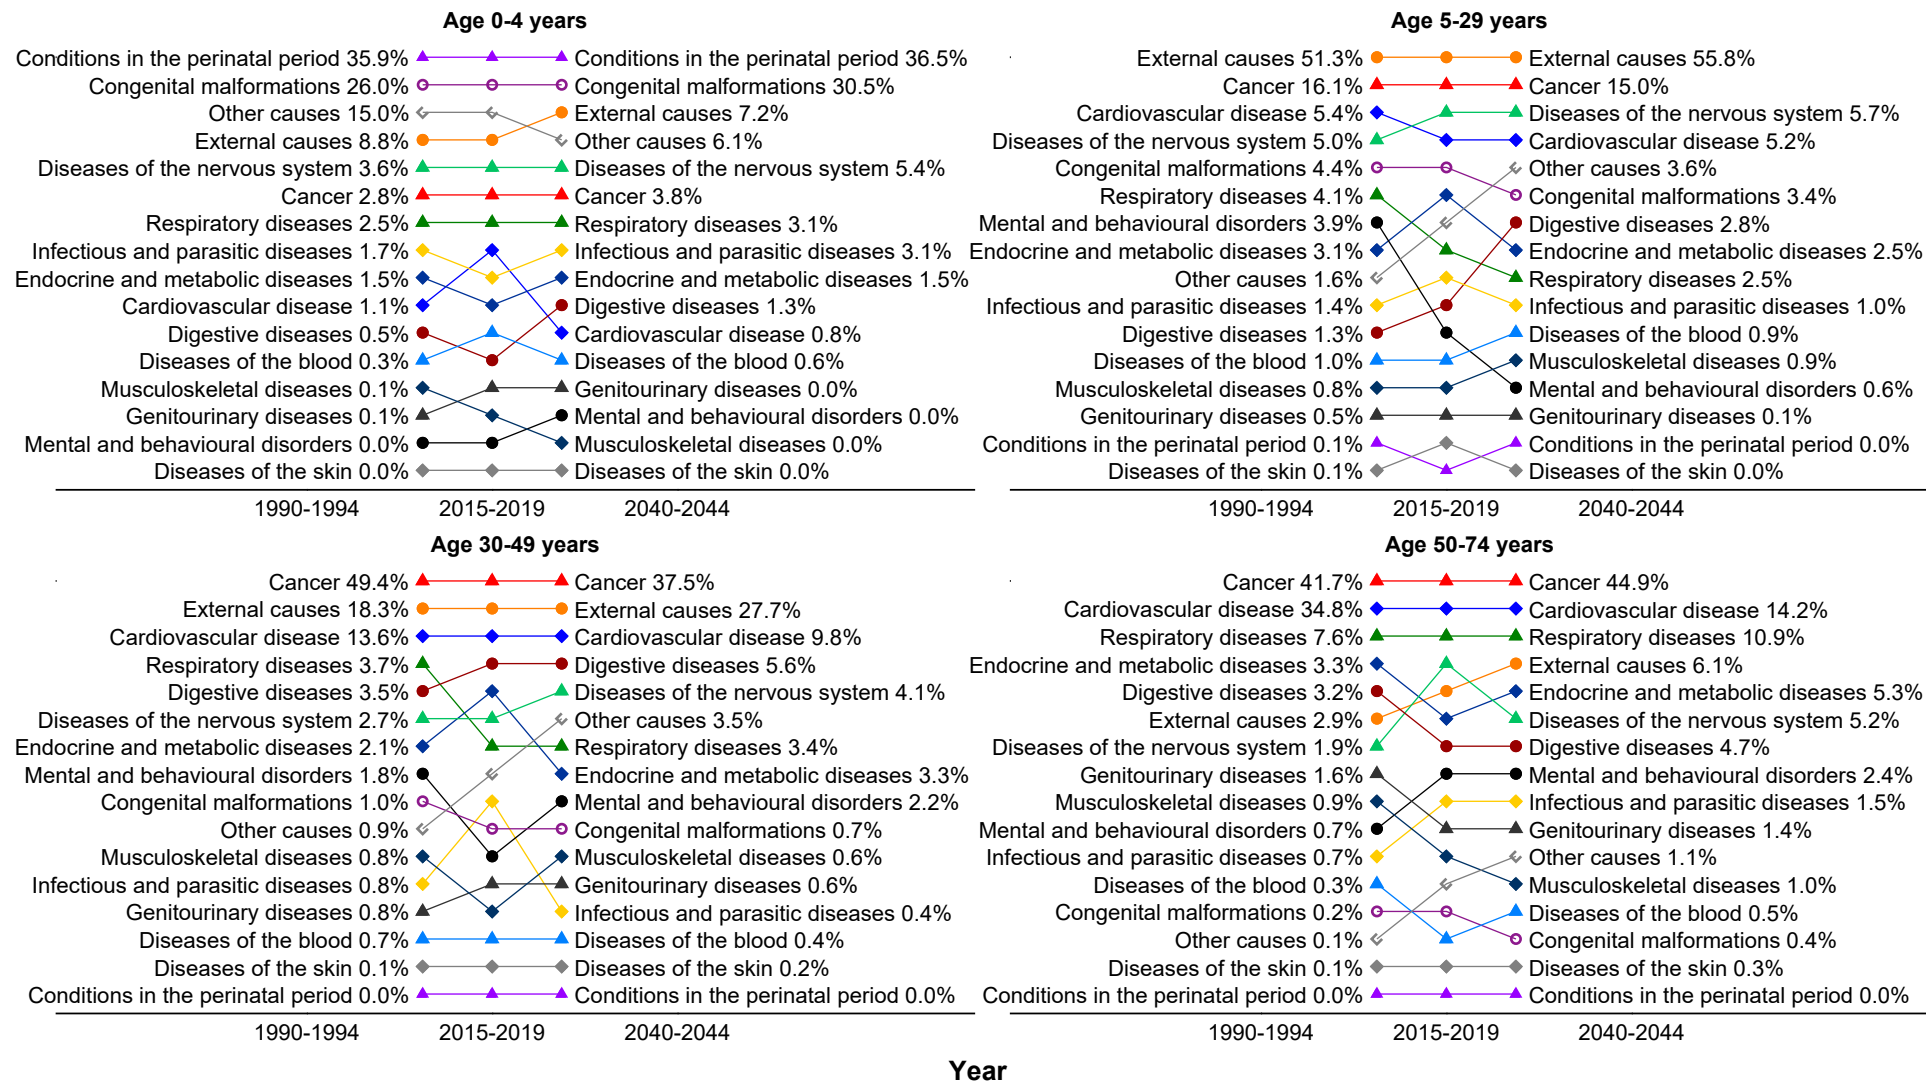 Age 0-4 years
Conditions in the perinatal period 35.9% Conditions in the perinatal period 36.5%
Congenital malformations 26.0% Congenital malformations 30.5%
Other causes 15.0% External causes 7.2%
External causes 8.8% Other causes 6.1%
Diseases of the nervous system 3.6% Diseases of the nervous system 5.4%
Cancer 2.8% Cancer 3.8%
Respiratory diseases 2.5% Respiratory diseases 3.1%
Infectious and parasitic diseases 1.7% Infectious and parasitic diseases 3.1%
Endocrine and metabolic diseases 1.5% Endocrine and metabolic diseases 1.5%
Cardiovascular disease 1.1% Digestive diseases 1.3%
Digestive diseases 0.5% Cardiovascular disease 0.8%
Diseases of the blood 0.3% Diseases of the blood 0.6%
Musculoskeletal diseases 0.1% Genitourinary diseases 0.0%
Genitourinary diseases 0.1% Mental and behavioural disorders 0.0%
Mental and behavioural disorders 0.0% Musculoskeletal diseases 0.0%
Diseases of the skin 0.0% Diseases of the skin 0.0%
1990-1994 2015-2019 2040-2044
Age 5-29 years
External causes 51.3% External causes 55.8%
Cancer 16.1% Cancer 15.0%
Cardiovascular disease 5.4% Diseases of the nervous system 5.7%
Diseases of the nervous system 5.0% Cardiovascular disease 5.2%
Congenital malformations 4.4% Other causes 3.6%
Respiratory diseases 4.1% Congenital malformations 3.4%
Mental and behavioural disorders 3.9% Digestive diseases 2.8%
Endocrine and metabolic diseases 3.1% Endocrine and metabolic diseases 2.5%
Other causes 1.6% Respiratory diseases 2.5%
Infectious and parasitic diseases 1.4% Infectious and parasitic diseases 1.0%
Digestive diseases 1.3% Diseases of the blood 0.9%
Diseases of the blood 1.0% Musculoskeletal diseases 0.9%
Musculoskeletal diseases 0.8% Mental and behavioural disorders 0.6%
Genitourinary diseases 0.5% Genitourinary diseases 0.1%
Conditions in the perinatal period 0.1% Conditions in the perinatal period 0.0%
Diseases of the skin 0.1% Diseases of the skin 0.0%
1990-1994 2015-2019 2040-2044
Age 30-49 years
Cancer 49.4% Cancer 37.5%
External causes 18.3% External causes 27.7%
Cardiovascular disease 13.6% Cardiovascular disease 9.8%
Respiratory diseases 3.7% Digestive diseases 5.6%
Digestive diseases 3.5% Diseases of the nervous system 4.1%
Diseases of the nervous system 2.7% Other causes 3.5%
Endocrine and metabolic diseases 2.1% Respiratory diseases 3.4%
Mental and behavioural disorders 1.8% Endocrine and metabolic diseases 3.3%
Congenital malformations 1.0% Mental and behavioural disorders 2.2%
Other causes 0.9% Congenital malformations 0.7%
Musculoskeletal diseases 0.8% Musculoskeletal diseases 0.6%
Infectious and parasitic diseases 0.8% Genitourinary diseases 0.6%
Genitourinary diseases 0.8% Infectious and parasitic diseases 0.4%
Diseases of the blood 0.7% Diseases of the blood 0.4%
Diseases of the skin 0.1% Diseases of the skin 0.2%
Conditions in the perinatal period 0.0% Conditions in the perinatal period 0.0%
1990-1994 2015-2019 2040-2044
Age 50-74 years
Cancer 41.7% Cancer 44.9%
Cardiovascular disease 34.8% Cardiovascular disease 14.2%
Respiratory diseases 7.6% Respiratory diseases 10.9%
Endocrine and metabolic diseases 3.3% External causes 6.1%
Digestive diseases 3.2% Endocrine and metabolic diseases 5.3%
External causes 2.9% Diseases of the nervous system 5.2%
Diseases of the nervous system 1.9% Digestive diseases 4.7%
Genitourinary diseases 1.6% Mental and behavioural disorders 2.4%
Musculoskeletal diseases 0.9% Infectious and parasitic diseases 1.5%
Mental and behavioural disorders 0.7% Genitourinary diseases 1.4%
Infectious and parasitic diseases 0.7% Other causes 1.1%
Diseases of the blood 0.3% Musculoskeletal diseases 1.0%
Congenital malformations 0.2% Diseases of the blood 0.5%
Other causes 0.1% Congenital malformations 0.4%
Diseases of the skin 0.1% Diseases of the skin 0.3%
Conditions in the perinatal period 0.0% Conditions in the perinatal period 0.0%
1990-1994 2015-2019 2040-2044
Year